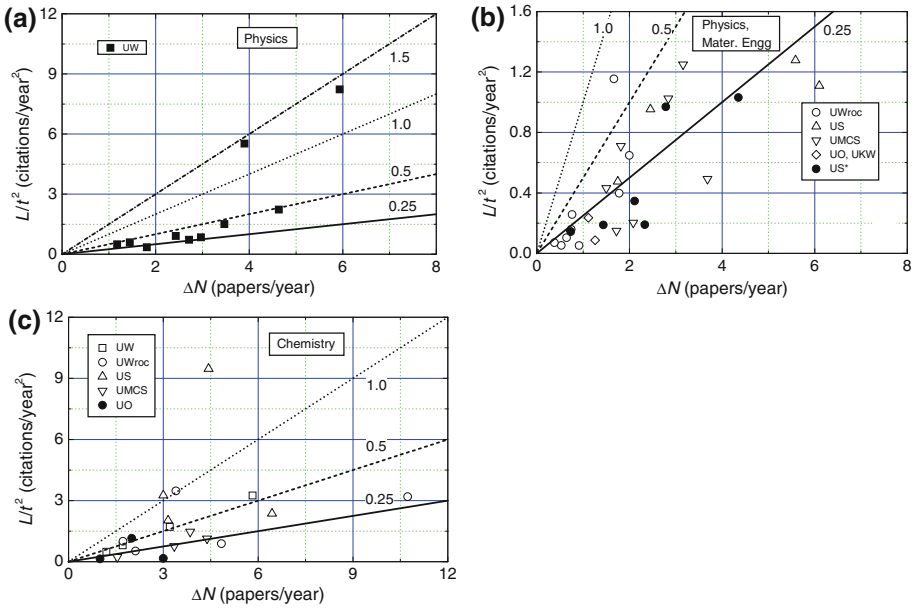 (a)
12
9
6
3
0
L/t² (citations/year²)
UW
Physics
1.5
1.0
0.5
0.25
0 2 4 6 8
ΔN (papers/year)
(b)
1.6
1.2
0.8
0.4
0.0
L/t² (citations/year²)
1.0
0.5
Physics,
Mater. Engg
0.25
UWroc
US
UMCS
UO, UKW
US*
0 2 4 6 8
ΔN (papers/year)
(c)
12
9
6
3
0
L/t² (citations/year²)
UW
UWroc
US
UMCS
UO
Chemistry
1.0
0.5
0.25
0 3 6 9 12
ΔN (papers/year)